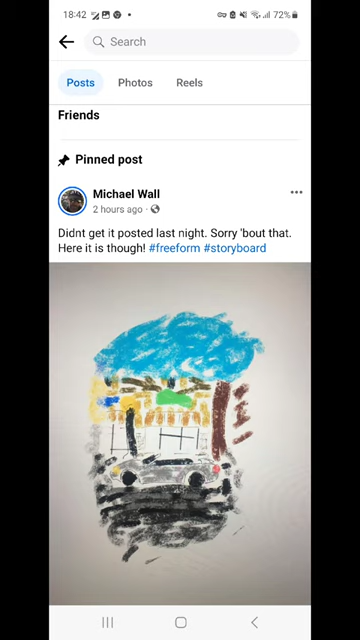 18:42
72%
Search
Posts Photos Reels
Friends
Pinned post
Michael Wall
2 hours ago
Didnt get it posted last night. Sorry 'bout that.
Here it is though! #freeform #storyboard